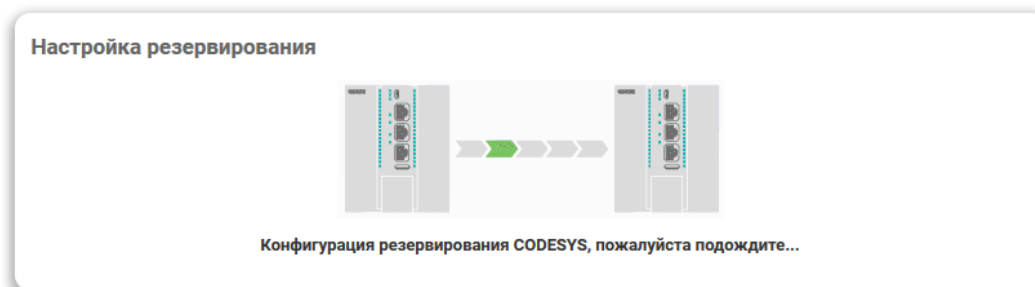 Настройка резервирования
Конфигурация резервирования CODESYS, пожалуйста подождите...